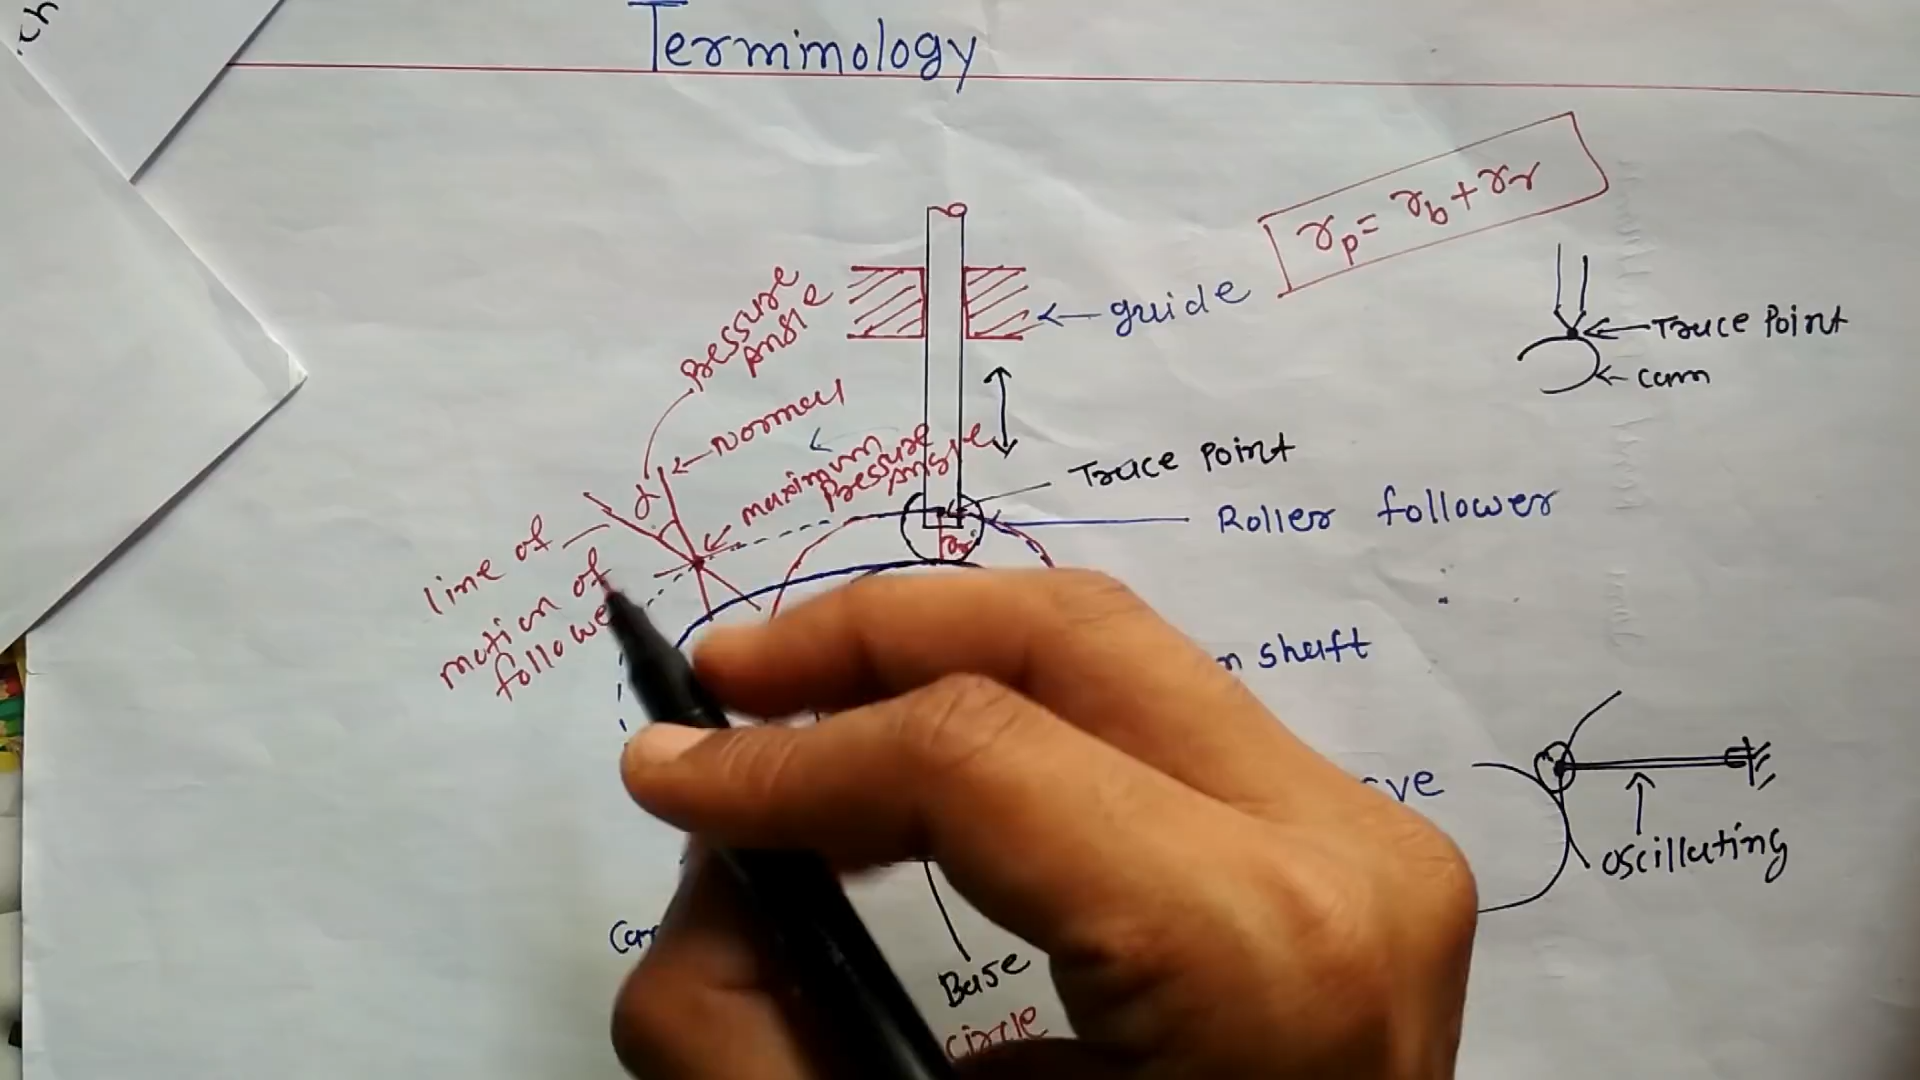 Terminology
rp = rb + rr
Pressure
Angle
guide
Trace Point
Cam
Normal
maximum
Pressure
Angle
α
Trace Point
Roller follower
rr
line of
motion of
follower
shaft
Oscillating
Base
circle